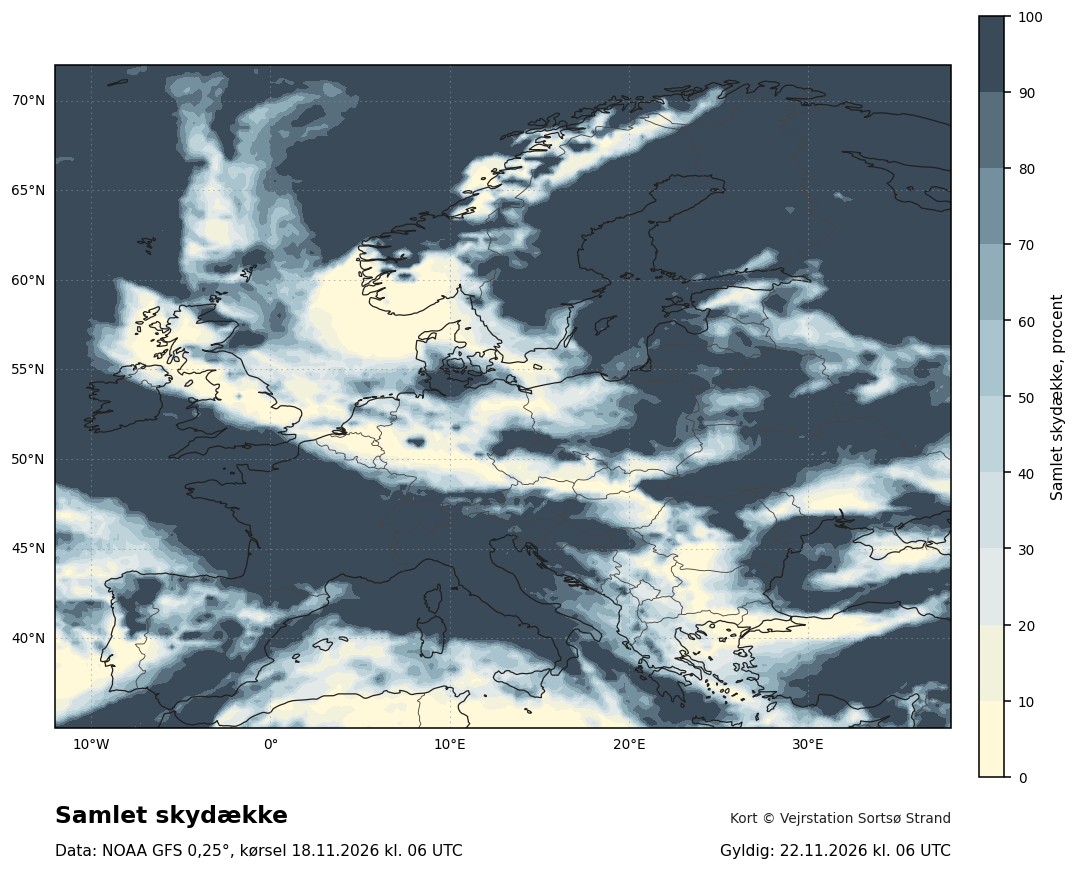 100
90
80
70
60
50
40
30
20
10
0
Samlet skydække, procent
70°N
65°N
60°N
55°N
50°N
45°N
40°N
10°W
0°
10°E
20°E
30°E
Samlet skydække
Kort © Vejrstation Sortsø Strand
Data: NOAA GFS 0,25°, kørsel 18.11.2026 kl. 06 UTC
Gyldig: 22.11.2026 kl. 06 UTC